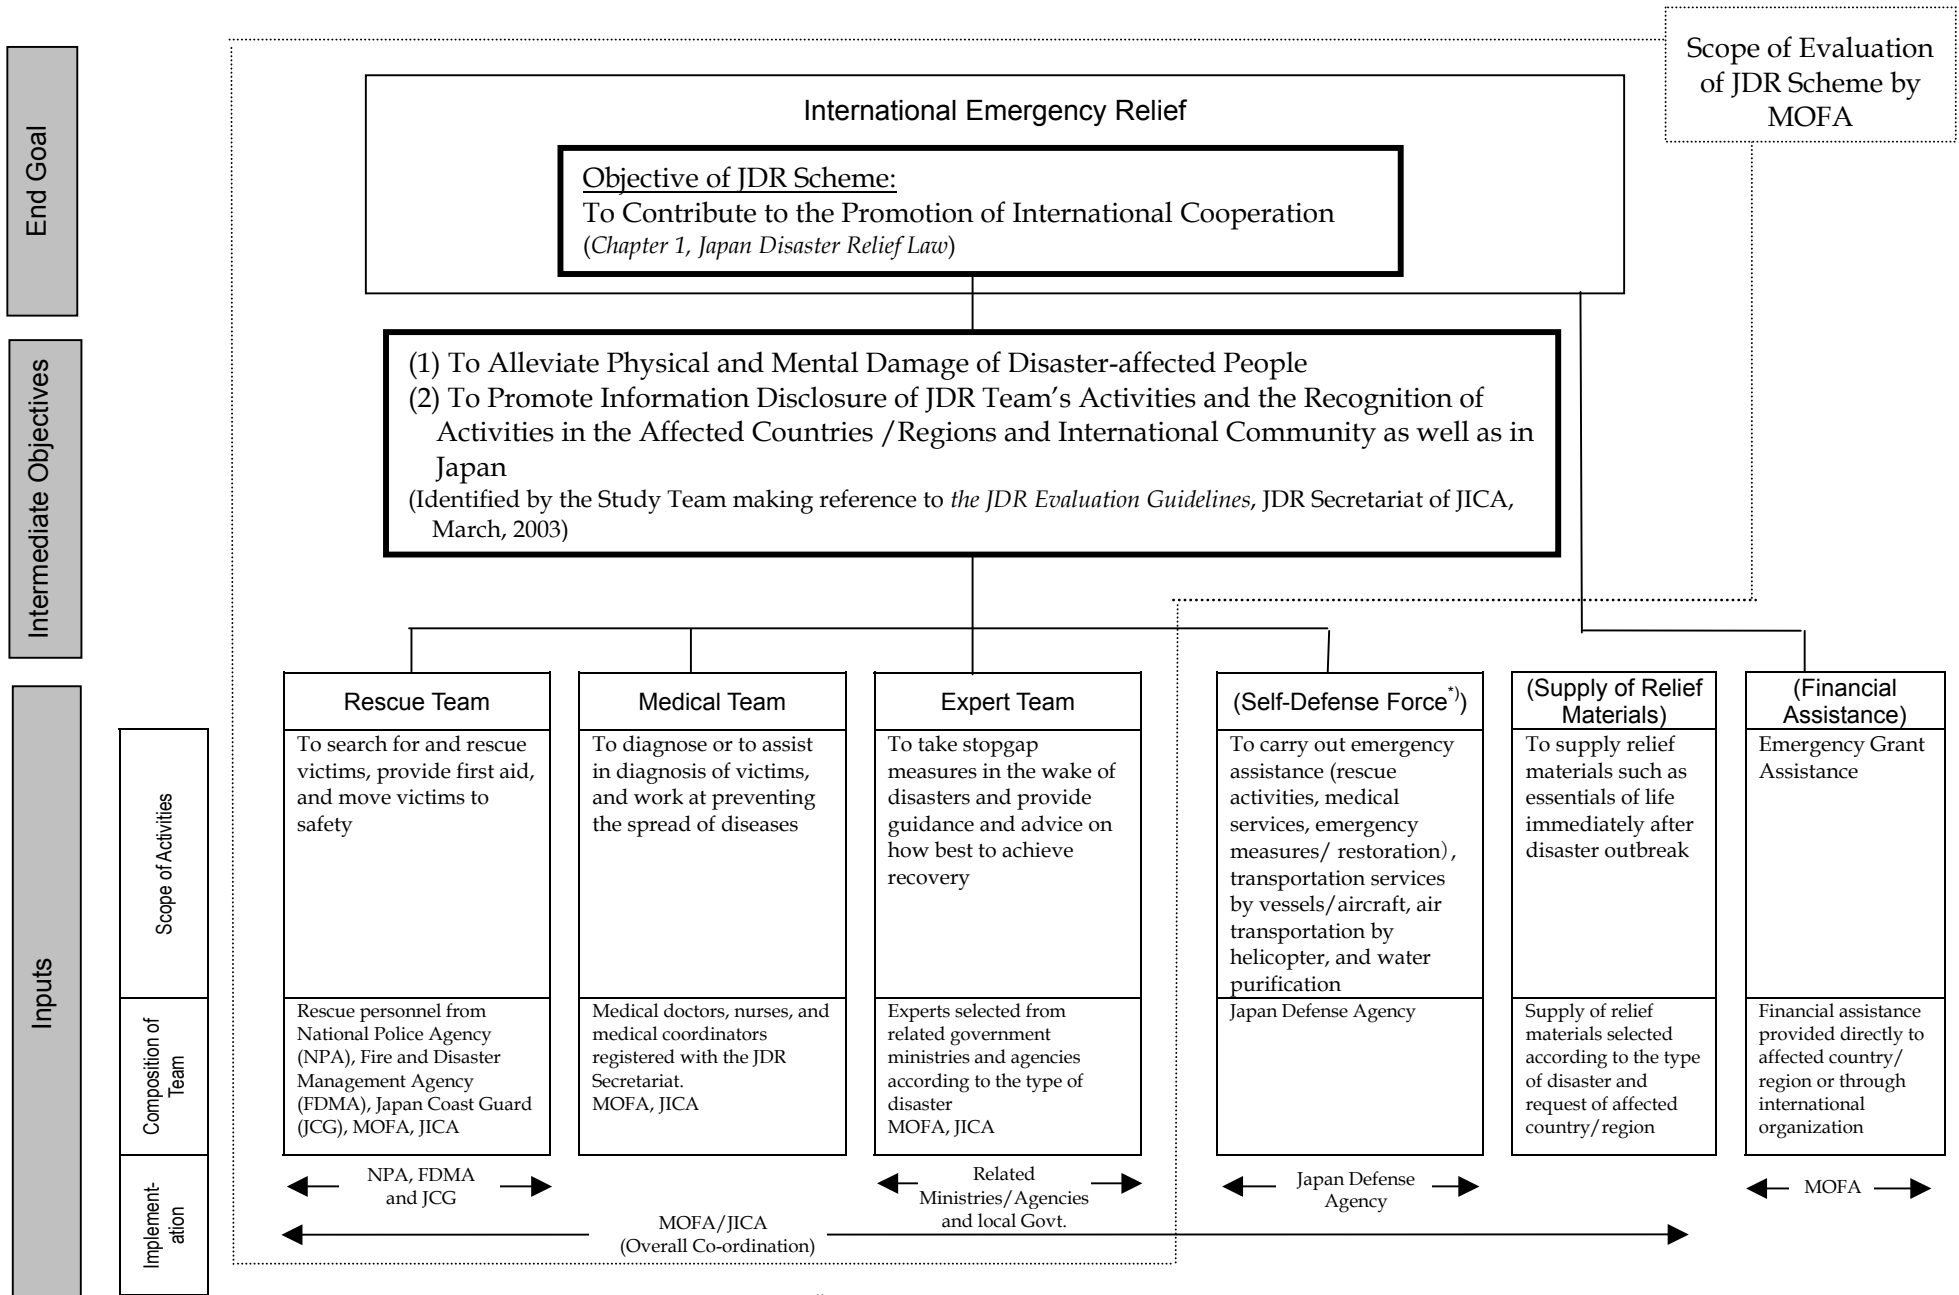 Scope of Evaluation
of JDR Scheme by
MOFA
End Goal
International Emergency Relief
Objective of JDR Scheme:
To Contribute to the Promotion of International Cooperation
(Chapter 1, Japan Disaster Relief Law)
Intermediate Objectives
(1) To Alleviate Physical and Mental Damage of Disaster-affected People
(2) To Promote Information Disclosure of JDR Team's Activities and the Recognition of
Activities in the Affected Countries /Regions and International Community as well as in
Japan
(Identified by the Study Team making reference to the JDR Evaluation Guidelines, JDR Secretariat of JICA,
March, 2003)
Inputs
Scope of Activities
Composition of
Team
Implement-
ation
Rescue Team
To search for and rescue
victims, provide first aid,
and move victims to
safety
Rescue personnel from
National Police Agency
(NPA), Fire and Disaster
Management Agency
(FDMA), Japan Coast Guard
(JCG), MOFA, JICA
NPA, FDMA
and JCG
Medical Team
To diagnose or to assist
in diagnosis of victims,
and work at preventing
the spread of diseases
Medical doctors, nurses, and
medical coordinators
registered with the JDR
Secretariat.
MOFA, JICA
Expert Team
To take stopgap
measures in the wake of
disasters and provide
guidance and advice on
how best to achieve
recovery
Experts selected from
related government
ministries and agencies
according to the type of
disaster
MOFA, JICA
Related
Ministries/Agencies
and local Govt.
(Self-Defense Force*))
To carry out emergency
assistance (rescue
activities, medical
services, emergency
measures/ restoration),
transportation services
by vessels/aircraft, air
transportation by
helicopter, and water
purification
Japan Defense Agency
Japan Defense
Agency
(Supply of Relief
Materials)
To supply relief
materials such as
essentials of life
immediately after
disaster outbreak
Supply of relief
materials selected
according to the type
of disaster and
request of affected
country/region
(Financial
Assistance)
Emergency Grant
Assistance
Financial assistance
provided directly to
affected country/
region or through
international
organization
MOFA
MOFA/JICA
(Overall Co-ordination)